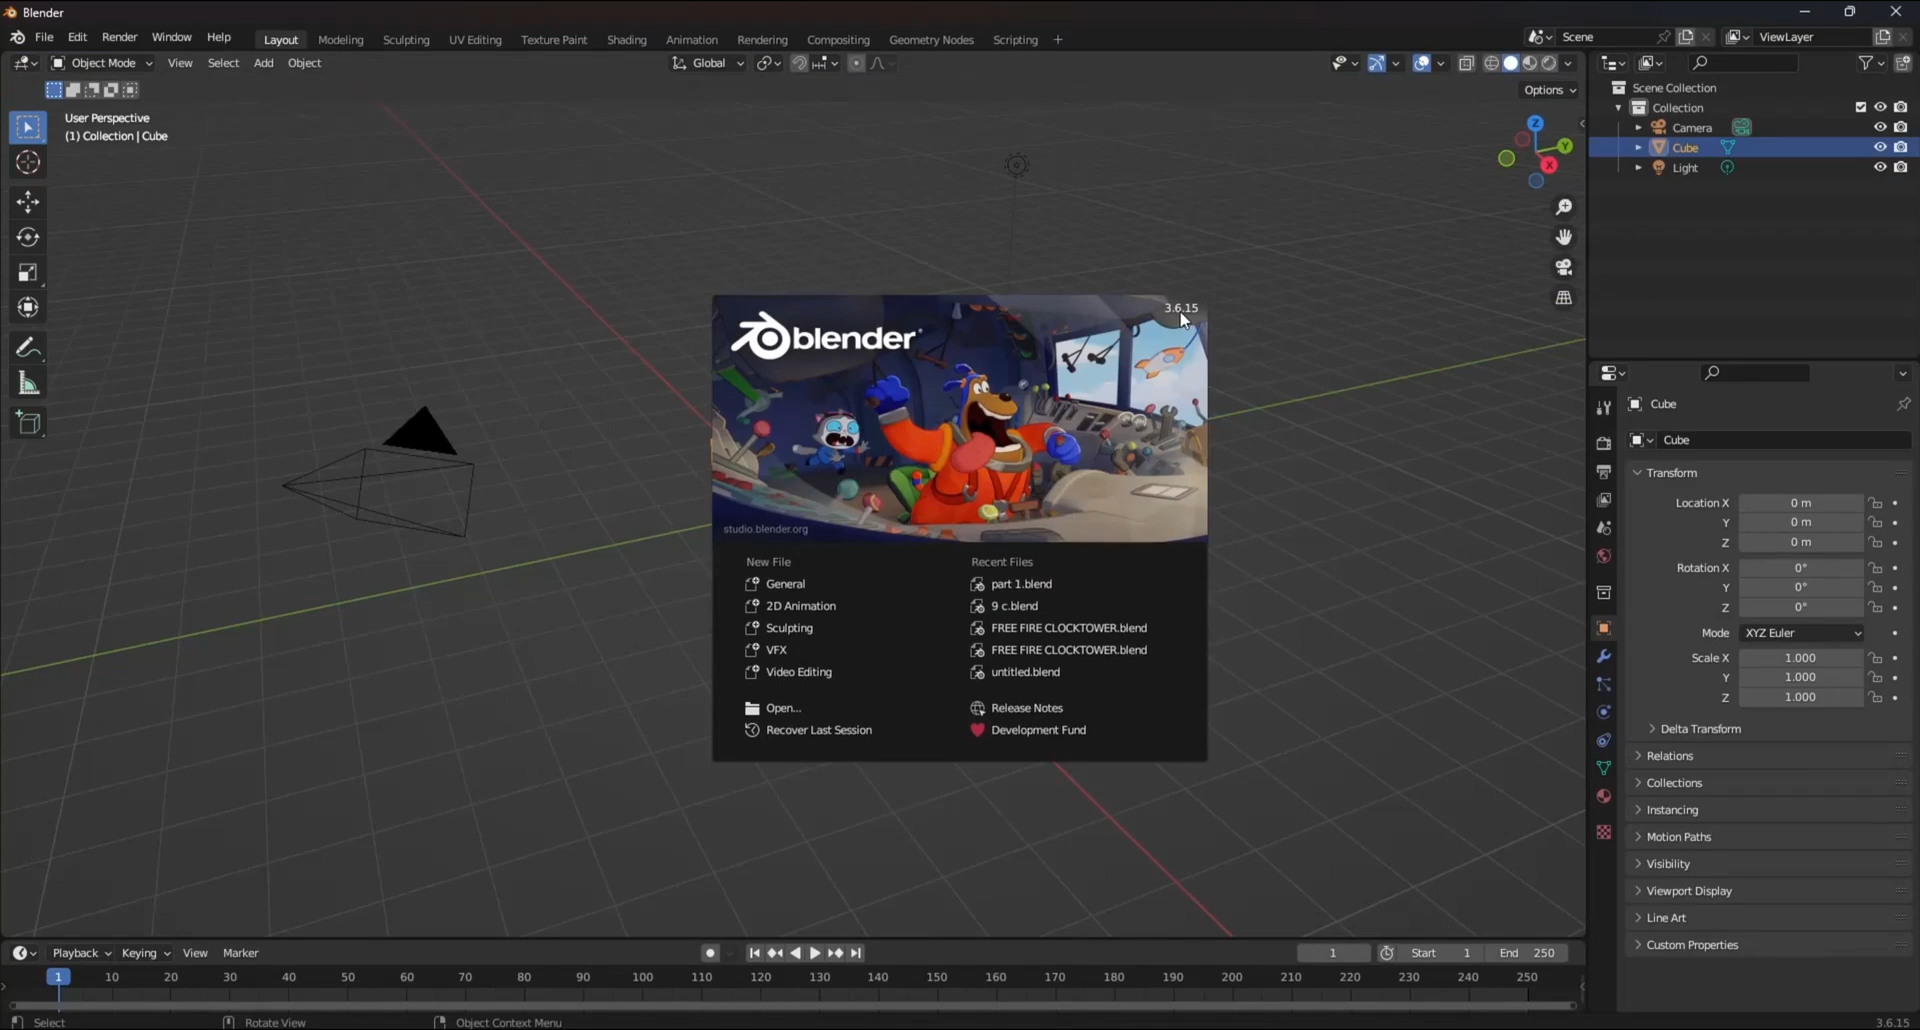 Blender
File Edit Render Window Help Layout Modeling Sculpting UV Editing Texture Paint Shading Animation Rendering Compositing Geometry Nodes Scripting + Scene ViewLayer
Object Mode View Select Add Object Global
Options
User Perspective
(1) Collection | Cube
Z
Y
X
Scene Collection
Collection
Camera
Cube
Light
3.6.15
blender
studio.blender.org
New File Recent Files
General part 1.blend
2D Animation 9 c.blend
Sculpting FREE FIRE CLOCKTOWER.blend
VFX FREE FIRE CLOCKTOWER.blend
Video Editing untitled.blend
Open... Release Notes
Recover Last Session Development Fund
Cube
Cube
Transform
Location X 0 m
Y 0 m
Z 0 m
Rotation X 0°
Y 0°
Z 0°
Mode XYZ Euler
Scale X 1.000
Y 1.000
Z 1.000
Delta Transform
Relations
Collections
Instancing
Motion Paths
Visibility
Viewport Display
Line Art
Custom Properties
Playback Keying View Marker 1 Start 1 End 250
1 10 20 30 40 50 60 70 80 90 100 110 120 130 140 150 160 170 180 190 200 210 220 230 240 250
Select Rotate View Object Context Menu 3.6.15